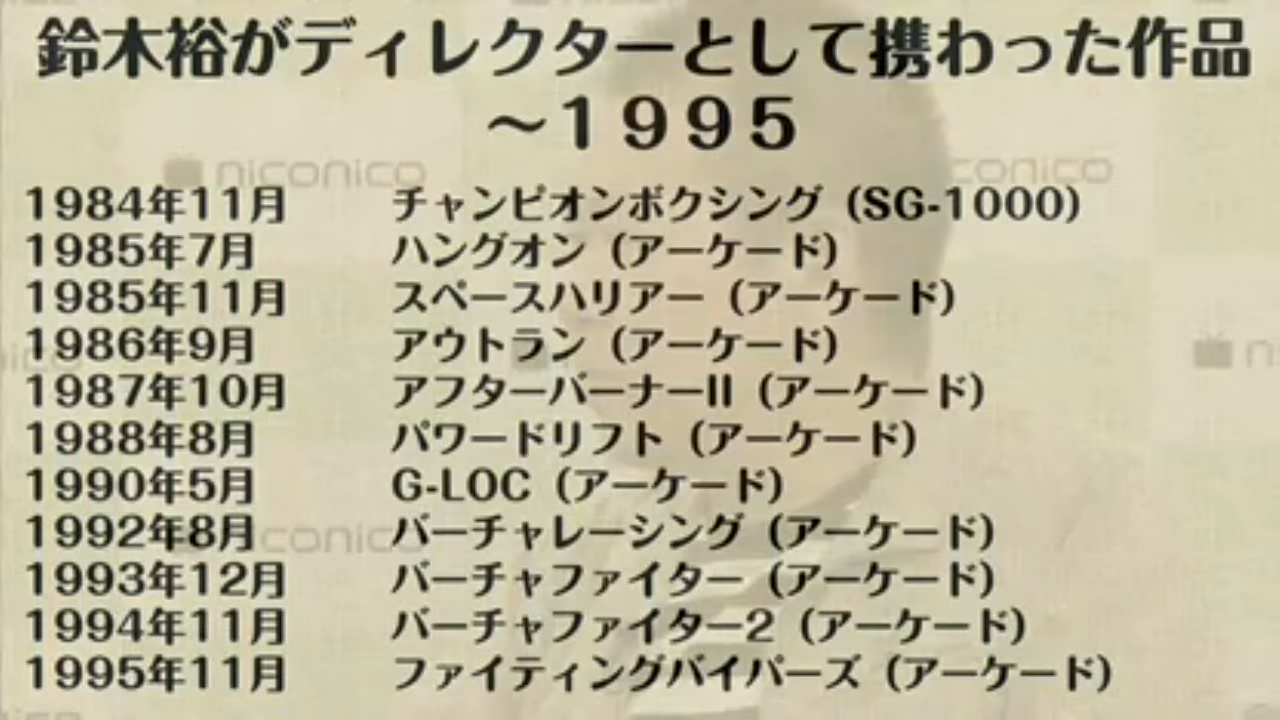 鈴木裕がディレクターとして携わった作品
～1995
niconico
conico
1984年11月 チャンピオンボクシング（SG-1000）
1985年7月 ハングオン（アーケード）
1985年11月 スペースハリアー（アーケード）
1986年9月 アウトラン（アーケード）
1987年10月 アフターバーナーII（アーケード）
1988年8月 パワードリフト（アーケード）
1990年5月 G-LOC（アーケード）
1992年8月 バーチャレーシング（アーケード）
1993年12月 バーチャファイター（アーケード）
1994年11月 バーチャファイター2（アーケード）
1995年11月 ファイティングバイパーズ（アーケード）